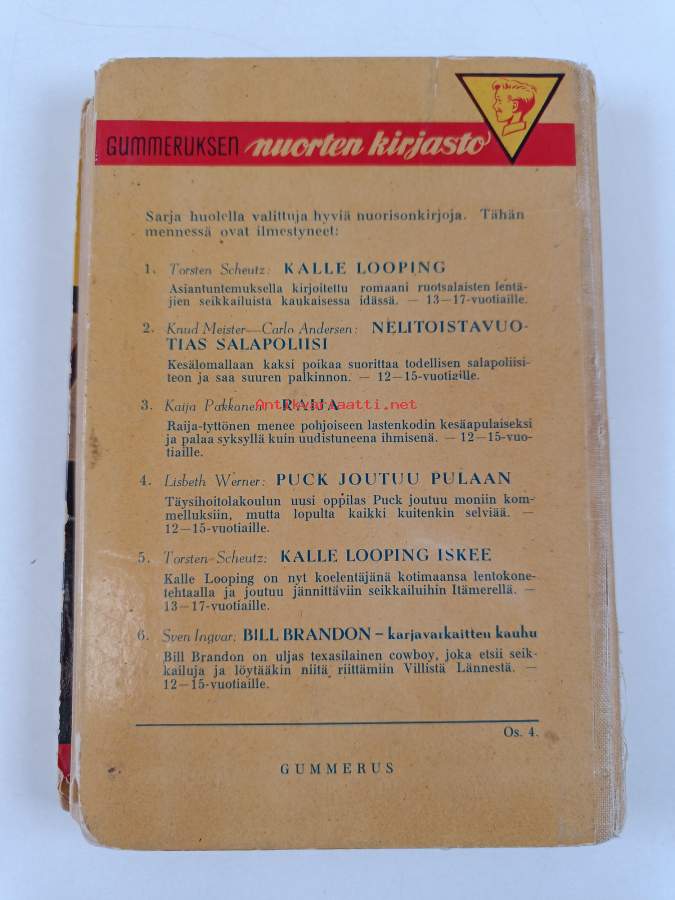 GUMMERUKSEN nuorten kirjasto
Sarja huolella valittuja hyviä nuorisonkirjoja. Tähän
mennessä ovat ilmestyneet:
1. Torsten Scheutz: KALLE LOOPING
Asiantuntemuksella kirjoitettu romaani ruotsalaisten lentä-
jien seikkailuista kaukaisessa idässä. — 13—17-vuotiaille.
2. Knud Meister—Carlo Andersen: NELITOISTAVUO-
TIAS SALAPOLIISI
Kesälomallaan kaksi poikaa suorittaa todellisen salapoliisi-
teon ja saa suuren palkinnon. — 12—15-vuotiaille.
3. Kaija Pakkanen: RAIJA
Antikvariaatti.net
Raija-tyttönen menee pohjoiseen lastenkodin kesäapulaiseksi
ja palaa syksyllä kuin uudistuneena ihmisenä. — 12—15-vuo-
tiaille.
4. Lisbeth Werner: PUCK JOUTUU PULAAN
Täysihoitolakoulun uusi oppilas Puck joutuu moniin kom-
melluksiin, mutta lopulta kaikki kuitenkin selviää. —
12—15-vuotiaille.
5. Torsten Scheutz: KALLE LOOPING ISKEE
Kalle Looping on nyt koelentäjänä kotimaansa lentokone-
tehtaalla ja joutuu jännittäviin seikkailuihin Itämerellä. —
13—17-vuotiaille.
6. Sven Ingvar: BILL BRANDON – karjavarkaitten kauhu
Bill Brandon on uljas texasilainen cowboy, joka etsii seik-
kailuja ja löytääkin niitä riittämiin Villistä Lännestä. —
12—15-vuotiaille.
Os. 4.
GUMMERUS